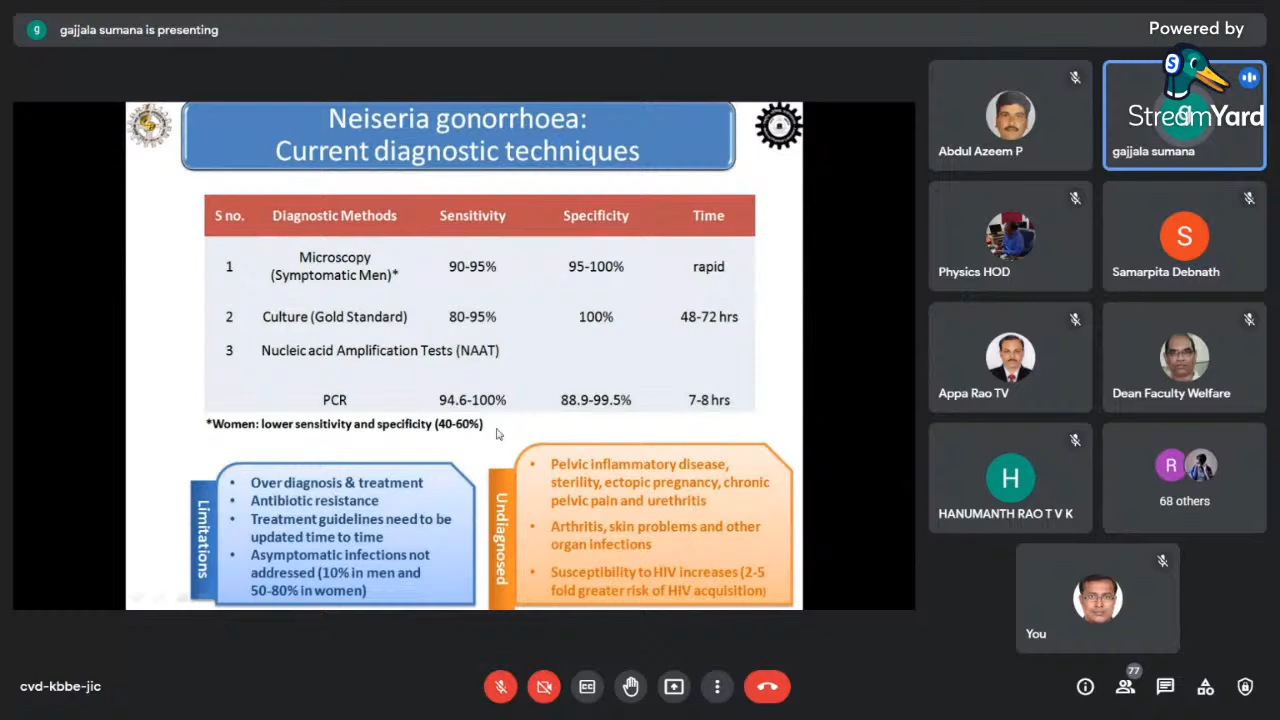 g
gajjala sumana is presenting
Powered by
StreamYard
S
Neiseria gonorrhoea:
Current diagnostic techniques
S no. Diagnostic Methods Sensitivity Specificity Time
1 Microscopy (Symptomatic Men)* 90-95% 95-100% rapid
2 Culture (Gold Standard) 80-95% 100% 48-72 hrs
3 Nucleic acid Amplification Tests (NAAT)
PCR 94.6-100% 88.9-99.5% 7-8 hrs
*Women: lower sensitivity and specificity (40-60%)
Limitations
• Over diagnosis & treatment
• Antibiotic resistance
• Treatment guidelines need to be
updated time to time
• Asymptomatic infections not
addressed (10% in men and
50-80% in women)
Undiagnosed
• Pelvic inflammatory disease,
sterility, ectopic pregnancy, chronic
pelvic pain and urethritis
• Arthritis, skin problems and other
organ infections
• Susceptibility to HIV increases (2-5
fold greater risk of HIV acquisition)
Abdul Azeem P
g
gajjala sumana
Physics HOD
S
Samarpita Debnath
Appa Rao TV
Dean Faculty Welfare
H
HANUMANTH RAO T V K
R
68 others
You
cvd-kbbe-jic
77